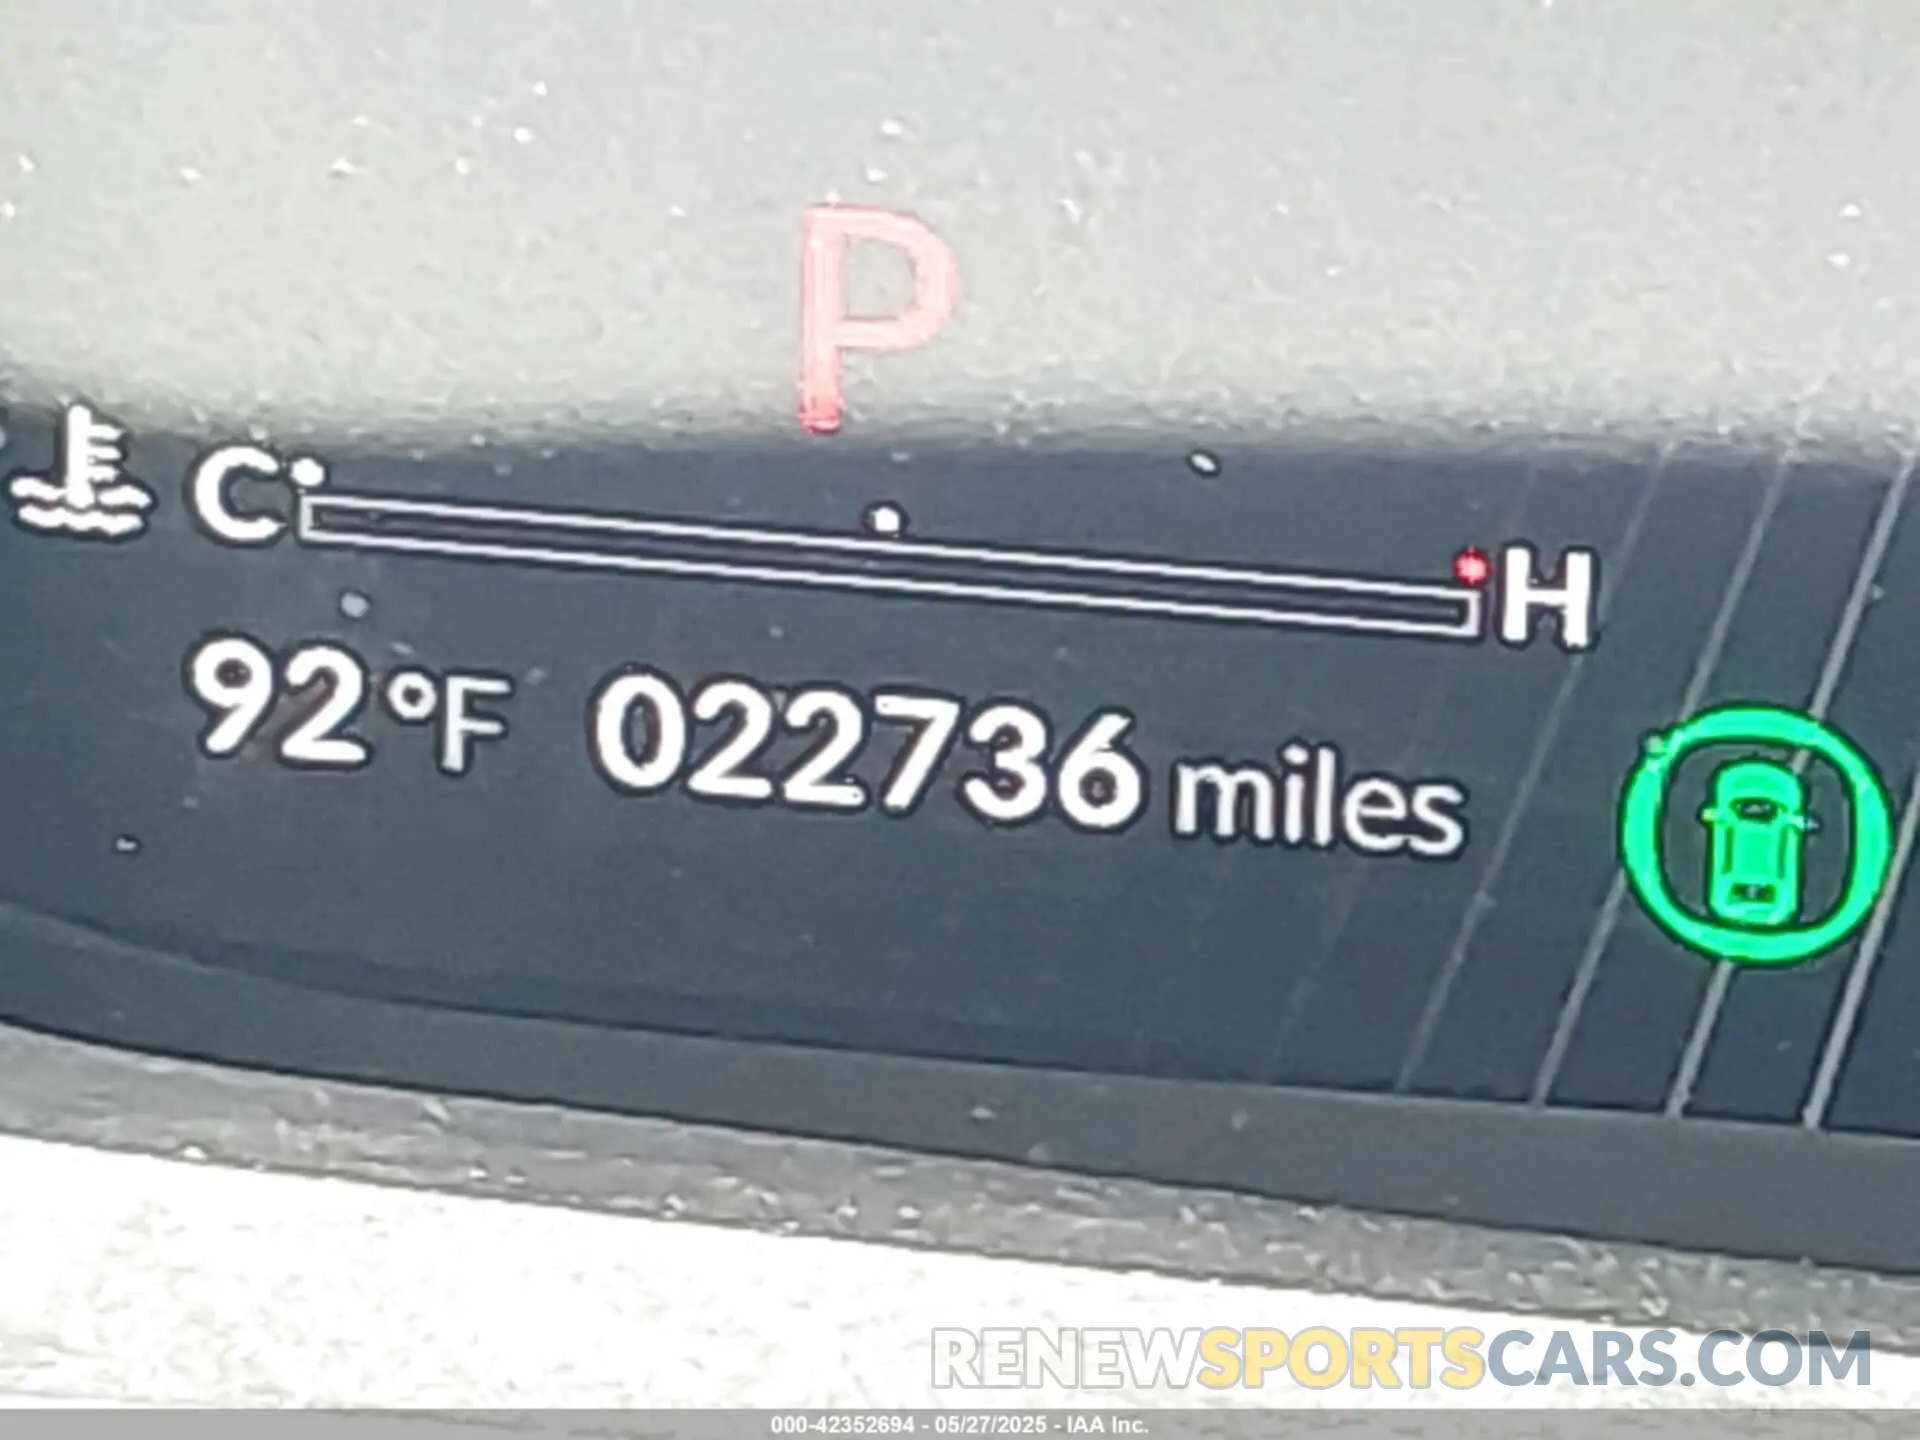 P
C H
92 °F 022736 miles
RENEWSPORTSCARS.COM
000-42352694 - 05/27/2025 - IAA Inc.